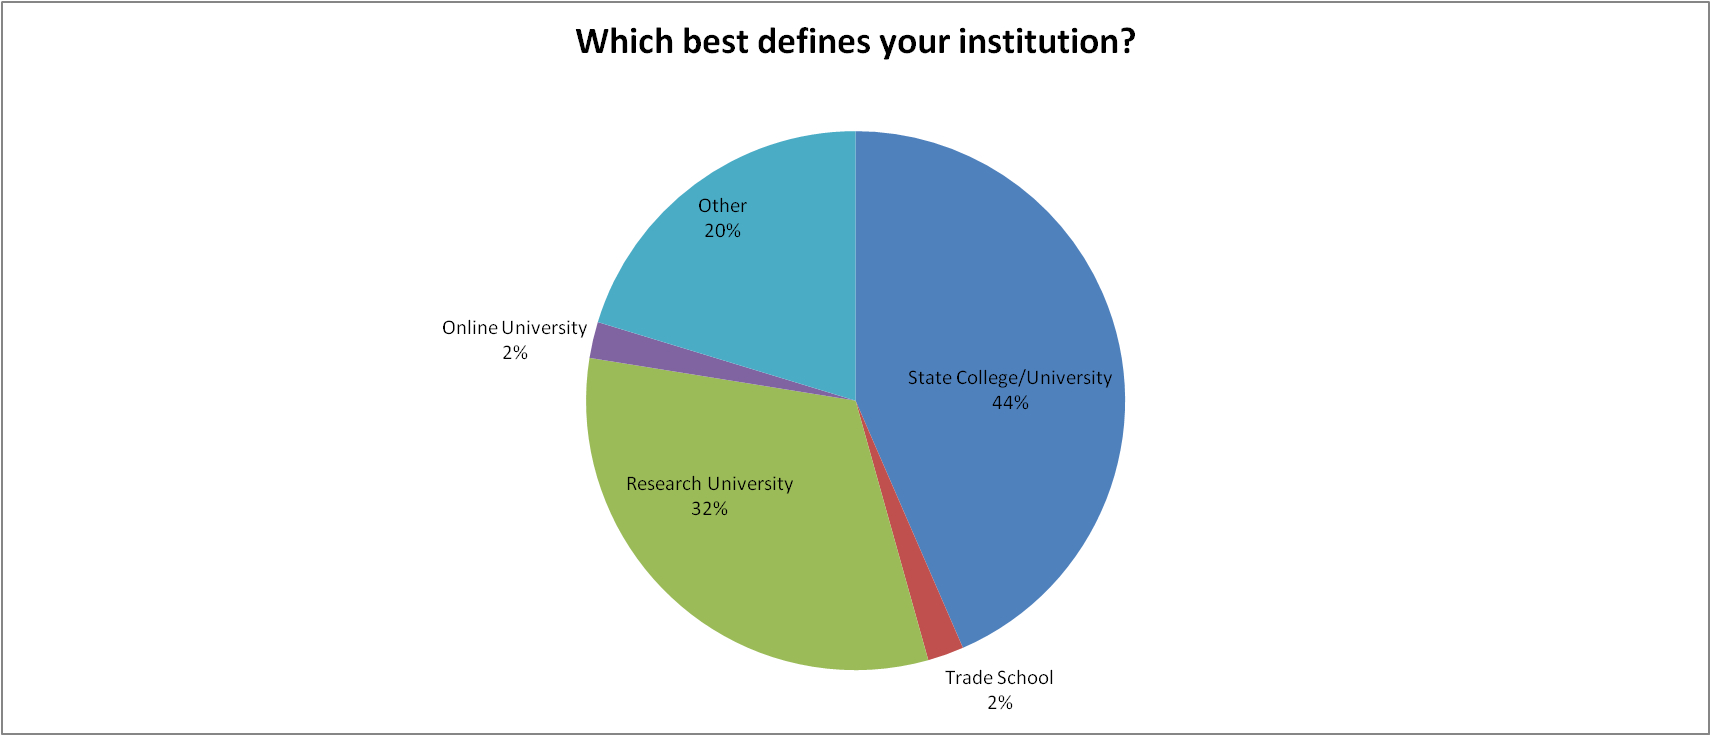 Which best defines your institution?
Other
20%
Online University
2%
State College/University
44%
Research University
32%
Trade School
2%